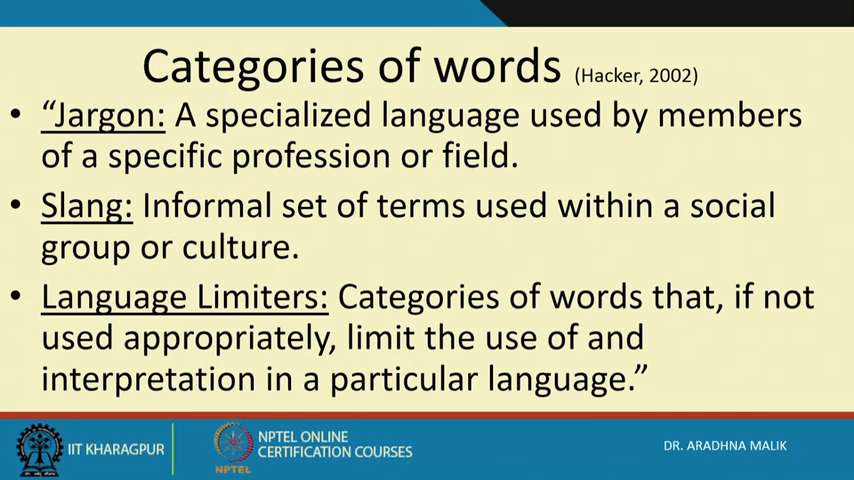 Categories of words (Hacker, 2002)
• “Jargon: A specialized language used by members
of a specific profession or field.
• Slang: Informal set of terms used within a social
group or culture.
• Language Limiters: Categories of words that, if not
used appropriately, limit the use of and
interpretation in a particular language.”
IIT KHARAGPUR
NPTEL
NPTEL ONLINE
CERTIFICATION COURSES
DR. ARADHNA MALIK